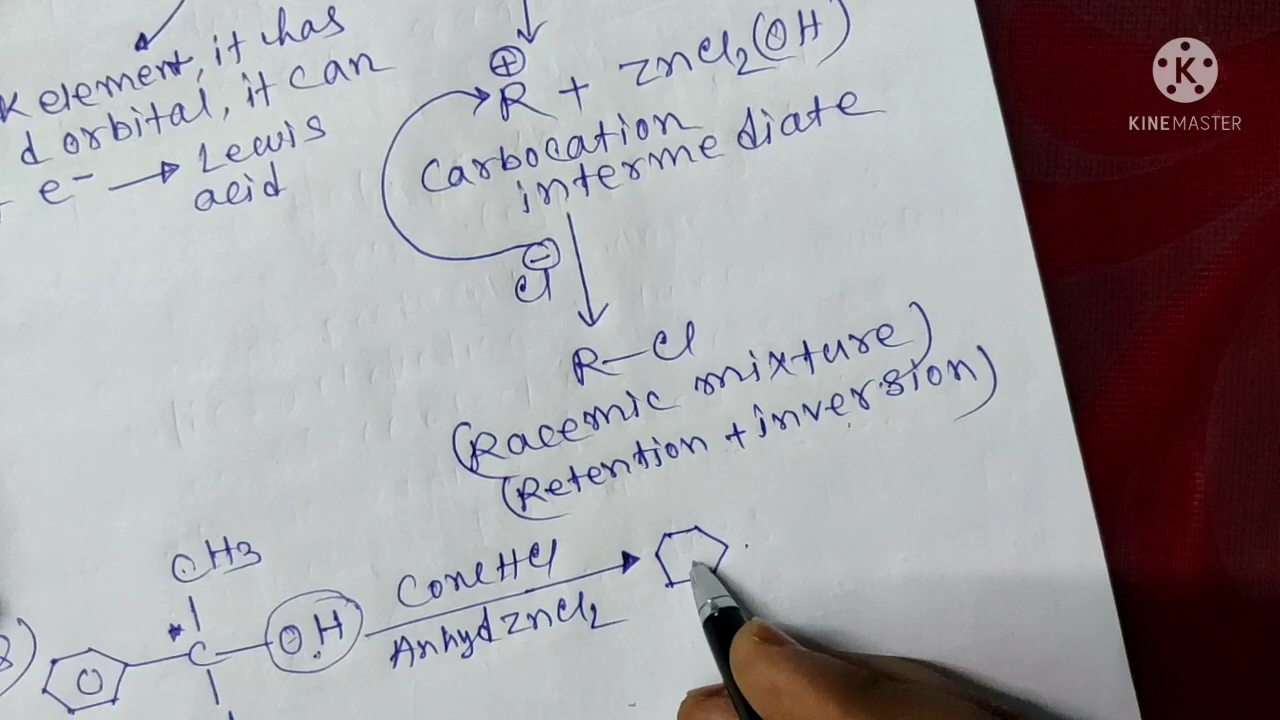 K element, it has
d orbital, it can
e⁻ → Lewis
acid
⊕
R + ZnCl₂(OH)
Carbocation
intermediate
⊖
Cl
R—Cl
(Racemic mixture)
(Retention + inversion)
CH3
Conc HCl
* C — OH
Anhyd ZnCl₂
K
KINEMASTER